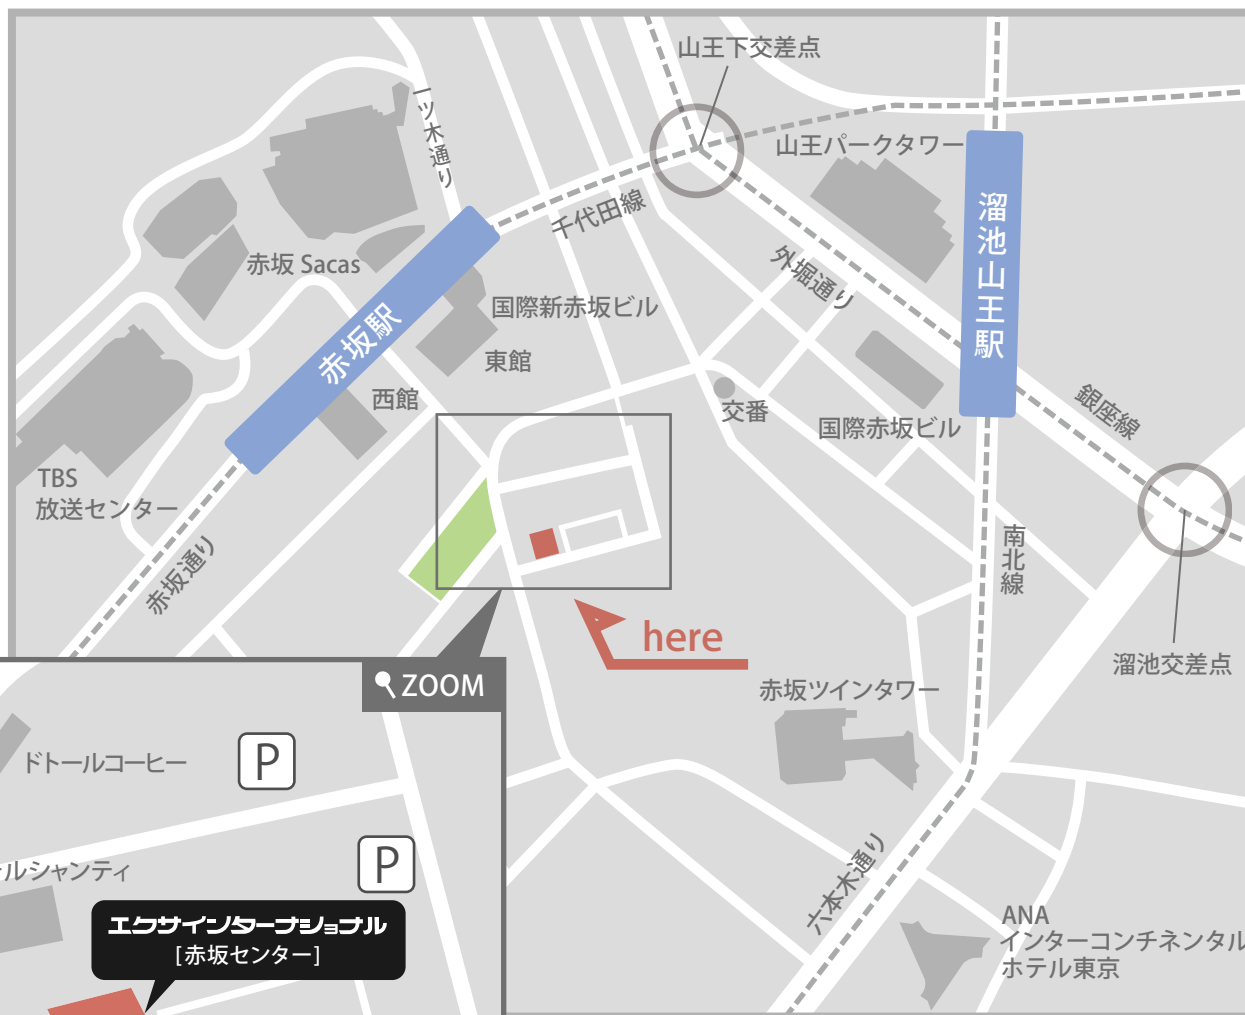 山王下交差点
一ツ木通り
山王パークタワー
溜池山王駅
千代田線
赤坂 Sacas
外堀通り
国際新赤坂ビル
赤坂駅
東館
西館
交番
銀座線
国際赤坂ビル
TBS
放送センター
赤坂通り
南北線
here
溜池交差点
赤坂ツインタワー
ZOOM
ドトールコーヒー
P
P
ルシャンティ
六本木通り
エクサインターナショナル
[赤坂センター]
ANA
インターコンチネンタル
ホテル東京